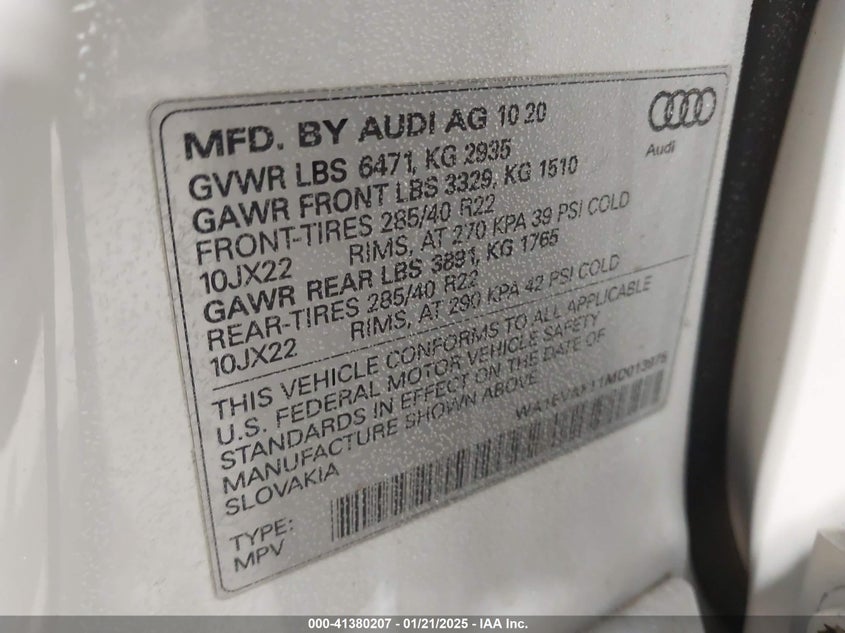 MFD. BY AUDI AG 10 20
Audi
GVWR LBS 6471, KG 2935
GAWR FRONT LBS 3329, KG 1510
FRONT-TIRES 285/40 R22
10JX22 RIMS, AT 270 KPA 39 PSI COLD
GAWR REAR LBS 3891, KG 1765
REAR-TIRES 285/40 R22
10JX22 RIMS, AT 290 KPA 42 PSI COLD
THIS VEHICLE CONFORMS TO ALL APPLICABLE
U.S. FEDERAL MOTOR VEHICLE SAFETY
STANDARDS IN EFFECT ON THE DATE OF
MANUFACTURE SHOWN ABOVE.
SLOVAKIA
TYPE:
MPV
000-41380207 - 01/21/2025 - IAA Inc.